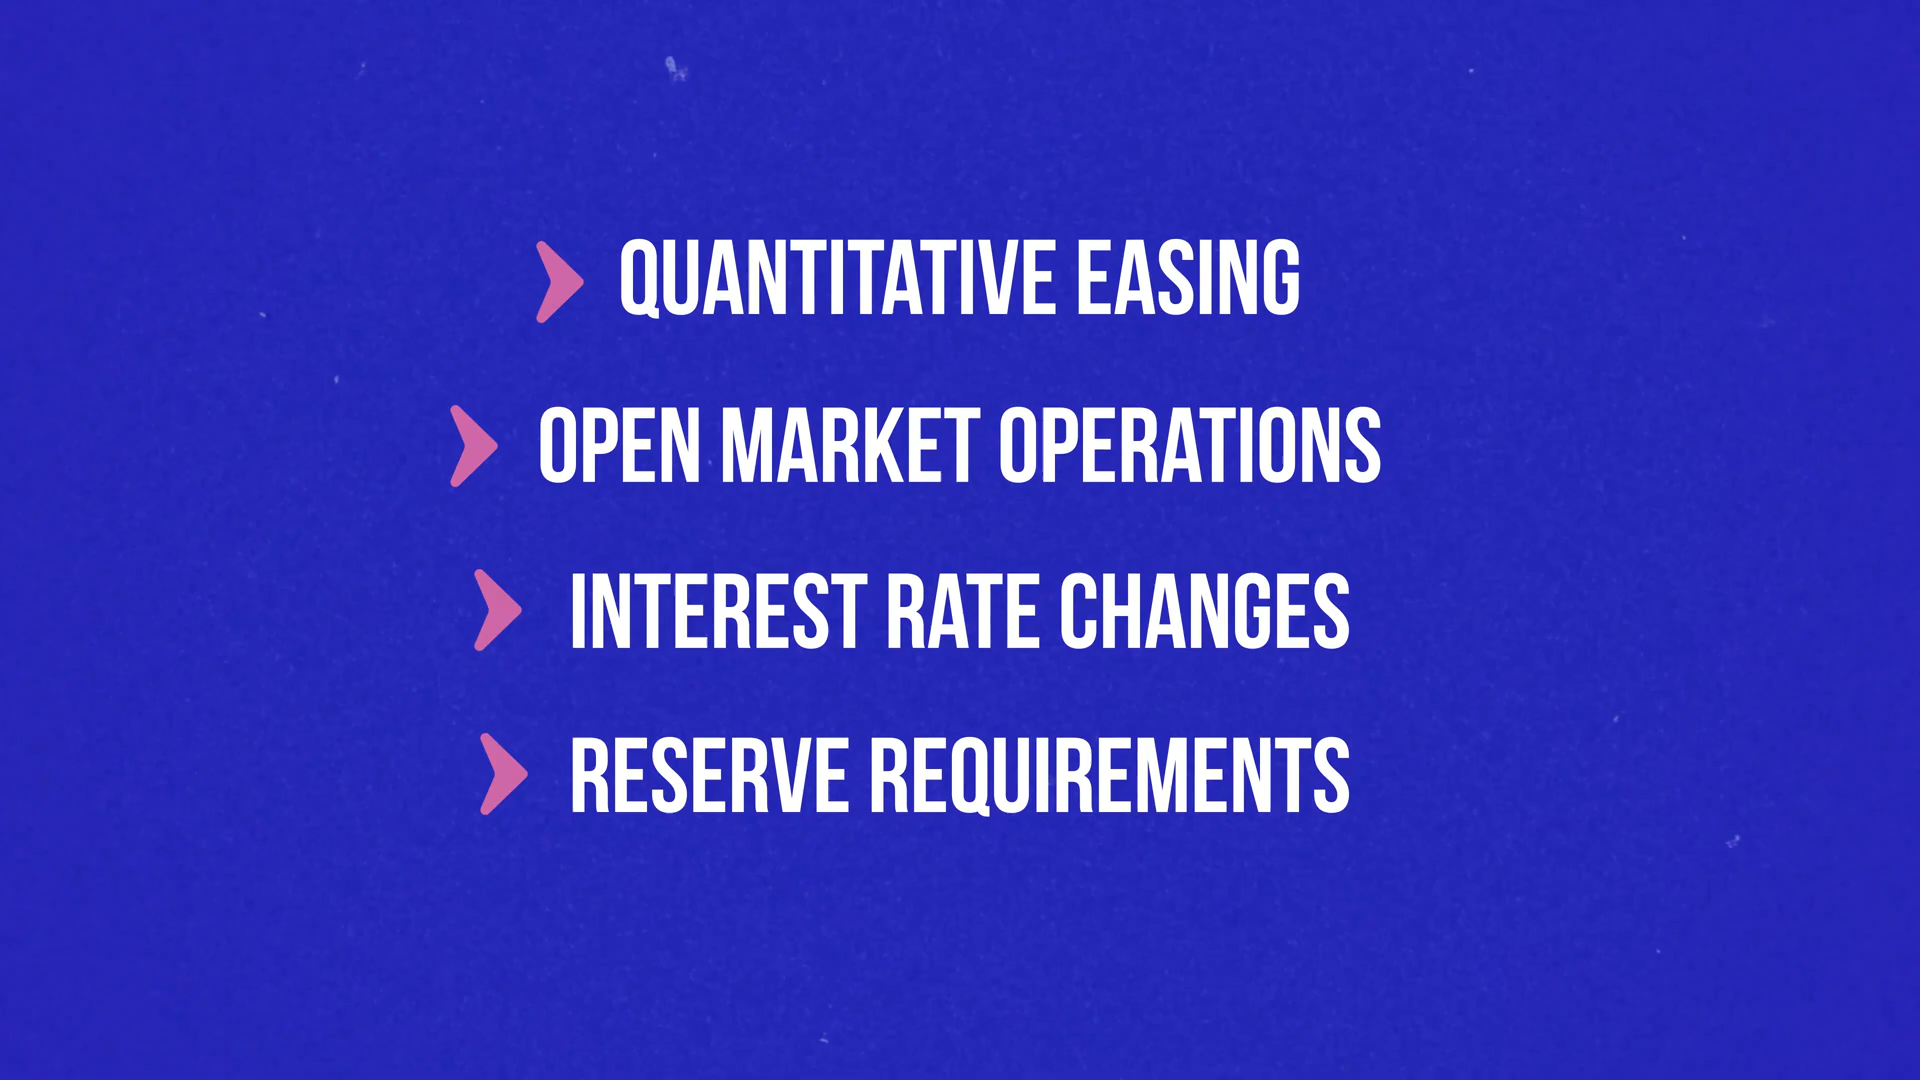 QUANTITATIVE EASING
OPEN MARKET OPERATIONS
INTEREST RATE CHANGES
RESERVE REQUIREMENTS